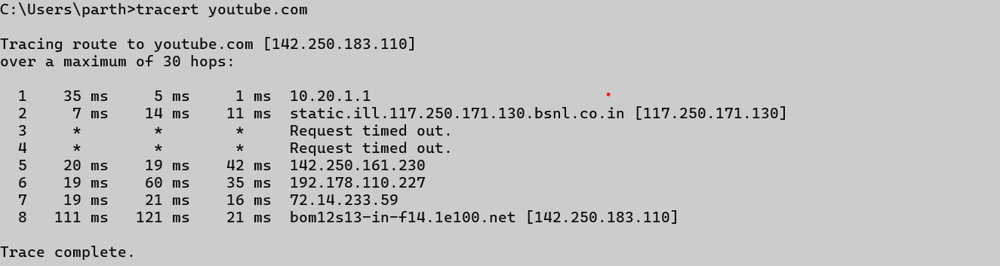 C:\Users\parth>tracert youtube.com
Tracing route to youtube.com [142.250.183.110]
over a maximum of 30 hops:
1 35 ms 5 ms 1 ms 10.20.1.1
2 7 ms 14 ms 11 ms static.ill.117.250.171.130.bsnl.co.in [117.250.171.130]
3 * * * Request timed out.
4 * * * Request timed out.
5 20 ms 19 ms 42 ms 142.250.161.230
6 19 ms 60 ms 35 ms 192.178.110.227
7 19 ms 21 ms 16 ms 72.14.233.59
8 111 ms 121 ms 21 ms bom12s13-in-f14.1e100.net [142.250.183.110]
Trace complete.